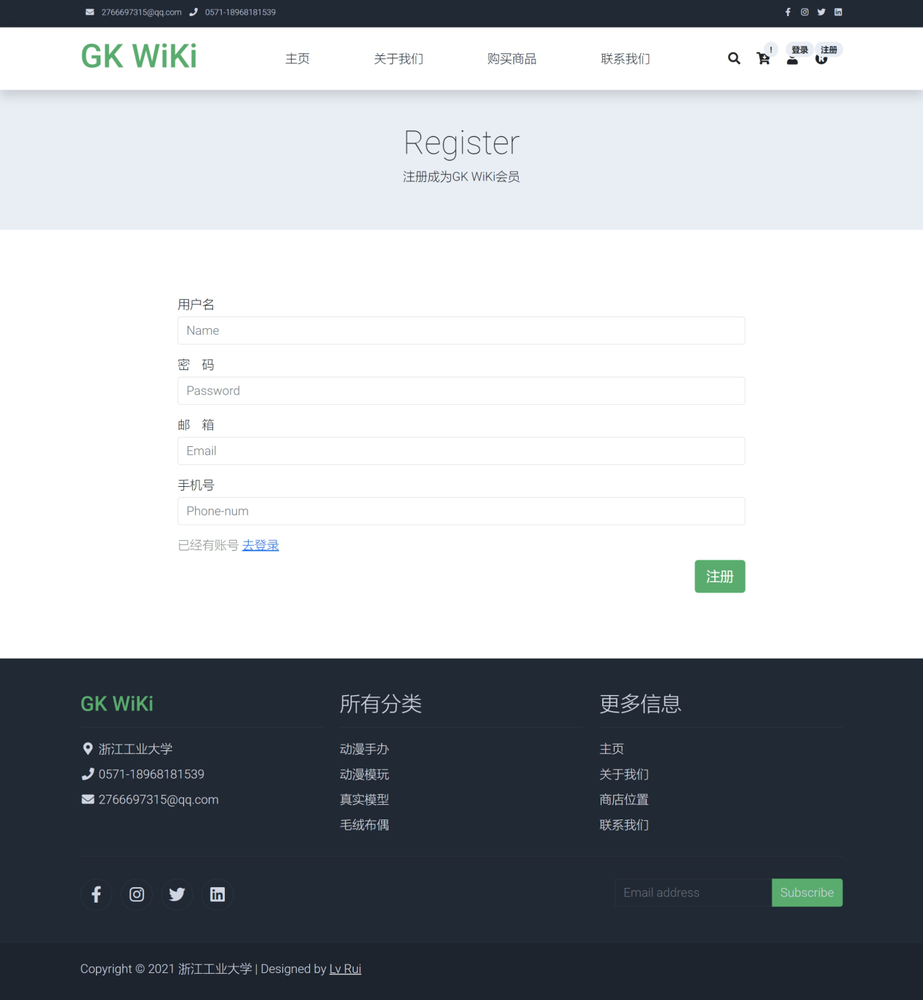 2766697315@qq.com 0571-18968181539
GK WiKi 主页 关于我们 购买商品 联系我们 ! 登录 注册
Register
注册成为GK WiKi会员
用户名
Name
密 码
Password
邮 箱
Email
手机号
Phone-num
已经有账号 去登录
注册
GK WiKi 所有分类 更多信息
浙江工业大学 动漫手办 主页
0571-18968181539 动漫模玩 关于我们
2766697315@qq.com 真实模型 商店位置
毛绒布偶 联系我们
Email address Subscribe
Copyright © 2021 浙江工业大学 | Designed by Lv Rui